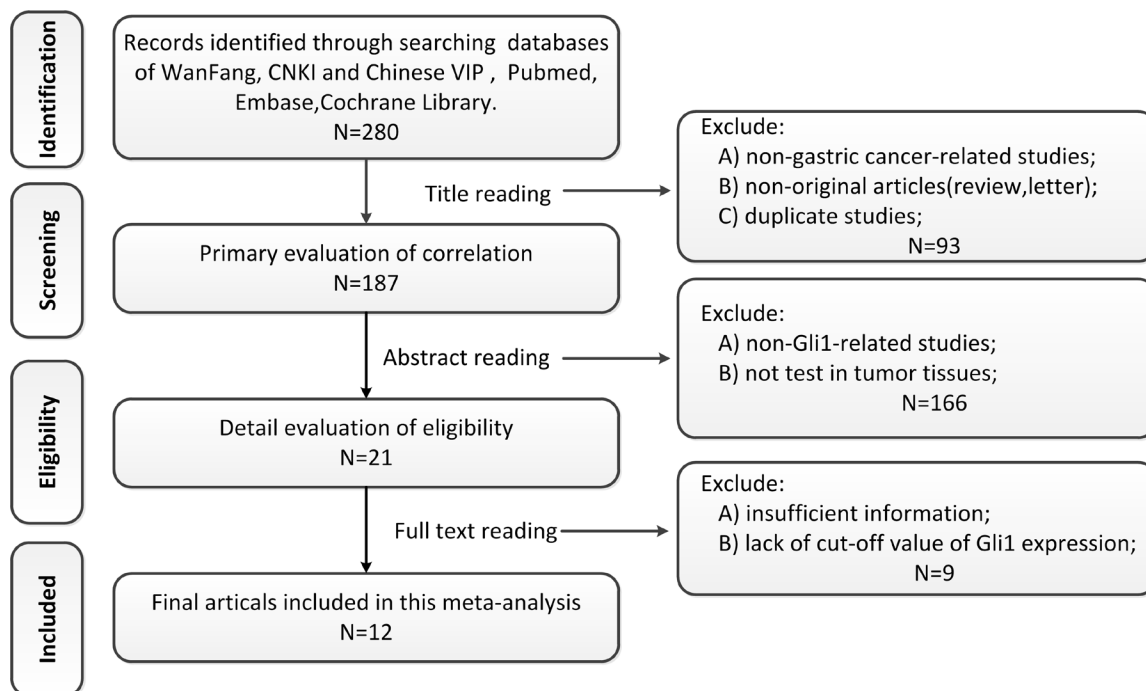 Identification
Records identified through searching databases
of WanFang, CNKI and Chinese VIP , Pubmed,
Embase,Cochrane Library.
N=280
Title reading
Exclude:
A) non-gastric cancer-related studies;
B) non-original articles(review,letter);
C) duplicate studies;
N=93
Screening
Primary evaluation of correlation
N=187
Abstract reading
Exclude:
A) non-Gli1-related studies;
B) not test in tumor tissues;
N=166
Eligibility
Detail evaluation of eligibility
N=21
Full text reading
Exclude:
A) insufficient information;
B) lack of cut-off value of Gli1 expression;
N=9
Included
Final articals included in this meta-analysis
N=12